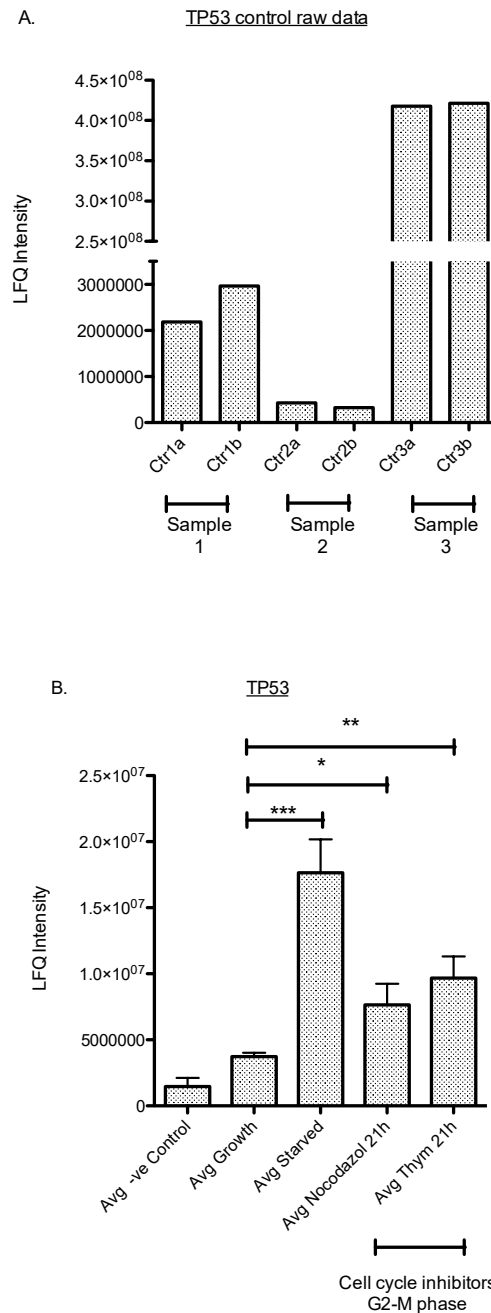 A.
TP53 control raw data
4.5×10⁰⁸
4.0×10⁰⁸
3.5×10⁰⁸
3.0×10⁰⁸
2.5×10⁰⁸
3000000
2000000
1000000
0
LFQ Intensity
Ctr1a
Ctr1b
Ctr2a
Ctr2b
Ctr3a
Ctr3b
Sample
1
Sample
2
Sample
3
B.
TP53
**
*
***
2.5×10⁰⁷
2.0×10⁰⁷
1.5×10⁰⁷
1.0×10⁰⁷
5000000
0
LFQ Intensity
Avg -ve Control
Avg Growth
Avg Starved
Avg Nocodazol 21h
Avg Thym 21h
Cell cycle inhibitors
G2-M phase